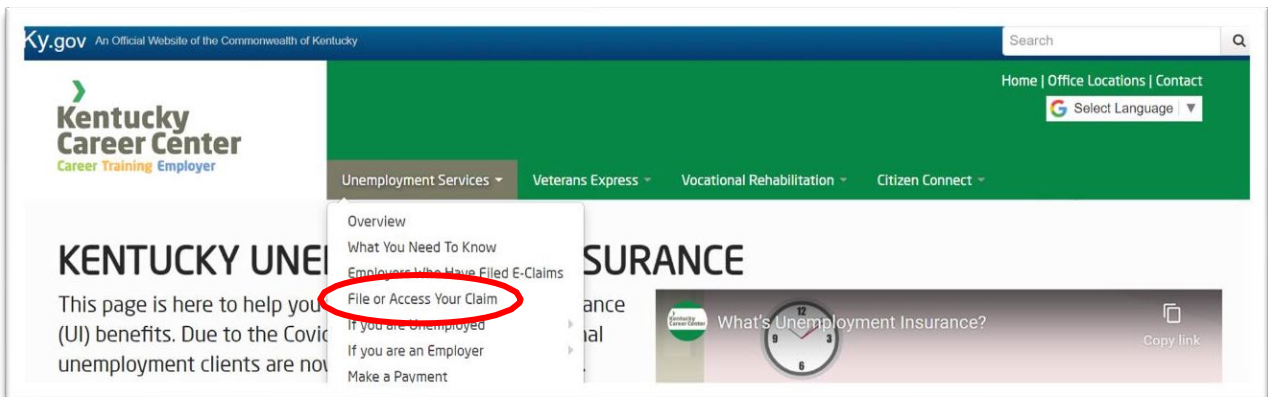 Ky.gov An Official Website of the Commonwealth of Kentucky
Search
Home | Office Locations | Contact
G Select Language ▼
Kentucky
Career Center
Career Training Employer
Unemployment Services Veterans Express Vocational Rehabilitation Citizen Connect
Overview
What You Need To Know
Employers Who Have Filed E-Claims
File or Access Your Claim
If you are Unemployed
If you are an Employer
Make a Payment
KENTUCKY UNE SURANCE
This page is here to help you ance
(UI) benefits. Due to the Covid nal
unemployment clients are now .
Kentucky
Career Center
What's Unemployment Insurance?
Copy link
12
9 3
6